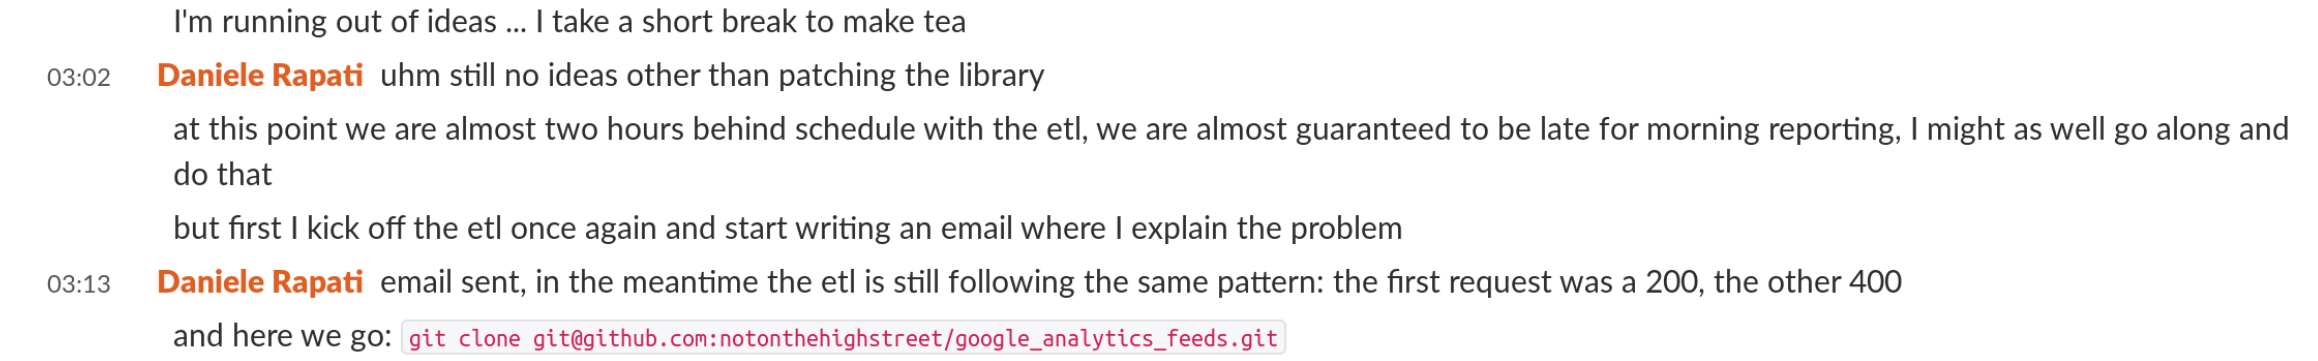 I'm running out of ideas ... I take a short break to make tea
03:02 Daniele Rapati uhm still no ideas other than patching the library
at this point we are almost two hours behind schedule with the etl, we are almost guaranteed to be late for morning reporting, I might as well go along and
do that
but first I kick off the etl once again and start writing an email where I explain the problem
03:13 Daniele Rapati email sent, in the meantime the etl is still following the same pattern: the first request was a 200, the other 400
and here we go: git clone git@github.com:notonthehighstreet/google_analytics_feeds.git